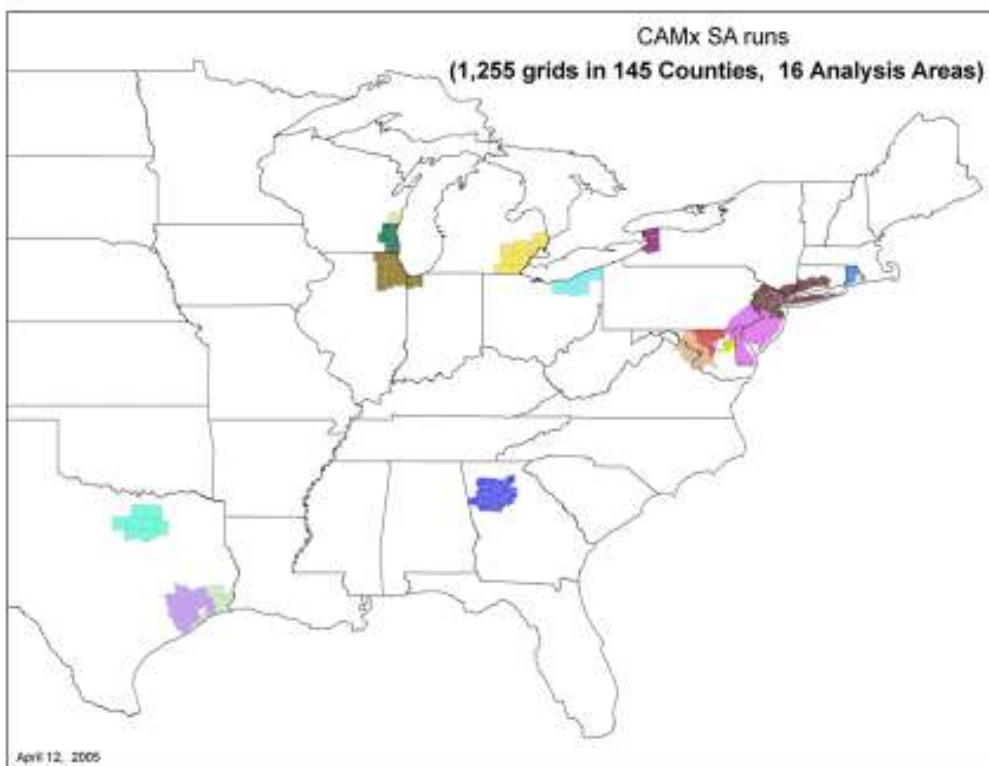 CAMx SA runs
(1,255 grids in 145 Counties, 16 Analysis Areas)
April 12, 2005